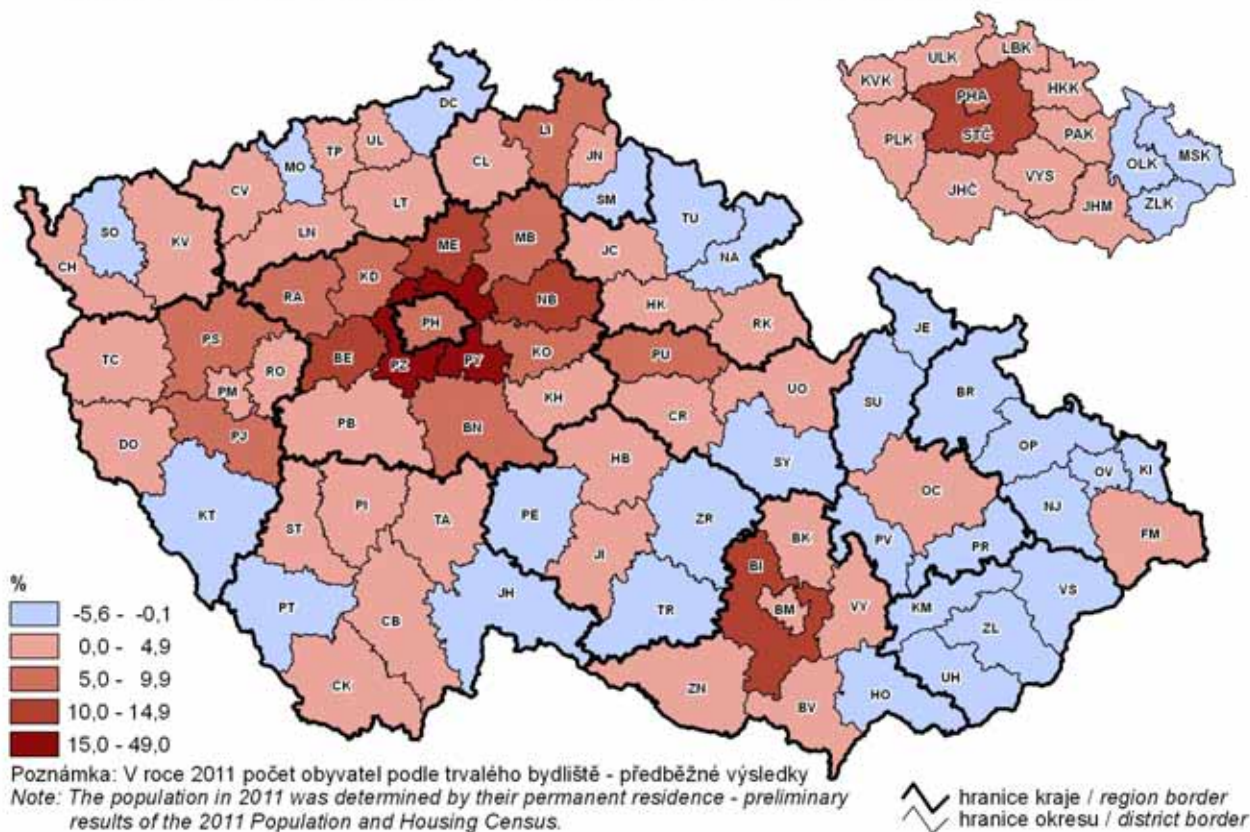 LBK
ULK
KVK
HKK
PHA
STČ
PAK
PLK
OLK
MSK
VYS
JHČ
JHM
ZLK
DC
LI
UL
TP
MO
CL
JN
CV
LT
SM
SO
KV
LN
TU
ME
MB
JC
NA
CH
KD
RA
NB
HK
PH
RK
JE
PS
TC
BE
PZ
PY
KO
PU
RO
PM
KH
UO
SU
BR
PB
CR
DO
PJ
BN
OP
HB
SY
OV
KI
OC
NJ
KT
ST
PI
TA
PE
ZR
FM
BK
PV
PR
JI
BI
VS
PT
JH
TR
BM
VY
KM
CB
ZL
UH
CK
ZN
BV
HO
%
-5,6 - -0,1
0,0 - 4,9
5,0 - 9,9
10,0 - 14,9
15,0 - 49,0
Poznámka: V roce 2011 počet obyvatel podle trvalého bydliště - předběžné výsledky
Note: The population in 2011 was determined by their permanent residence - preliminary
results of the 2011 Population and Housing Census.
hranice kraje / region border
hranice okresu / district border